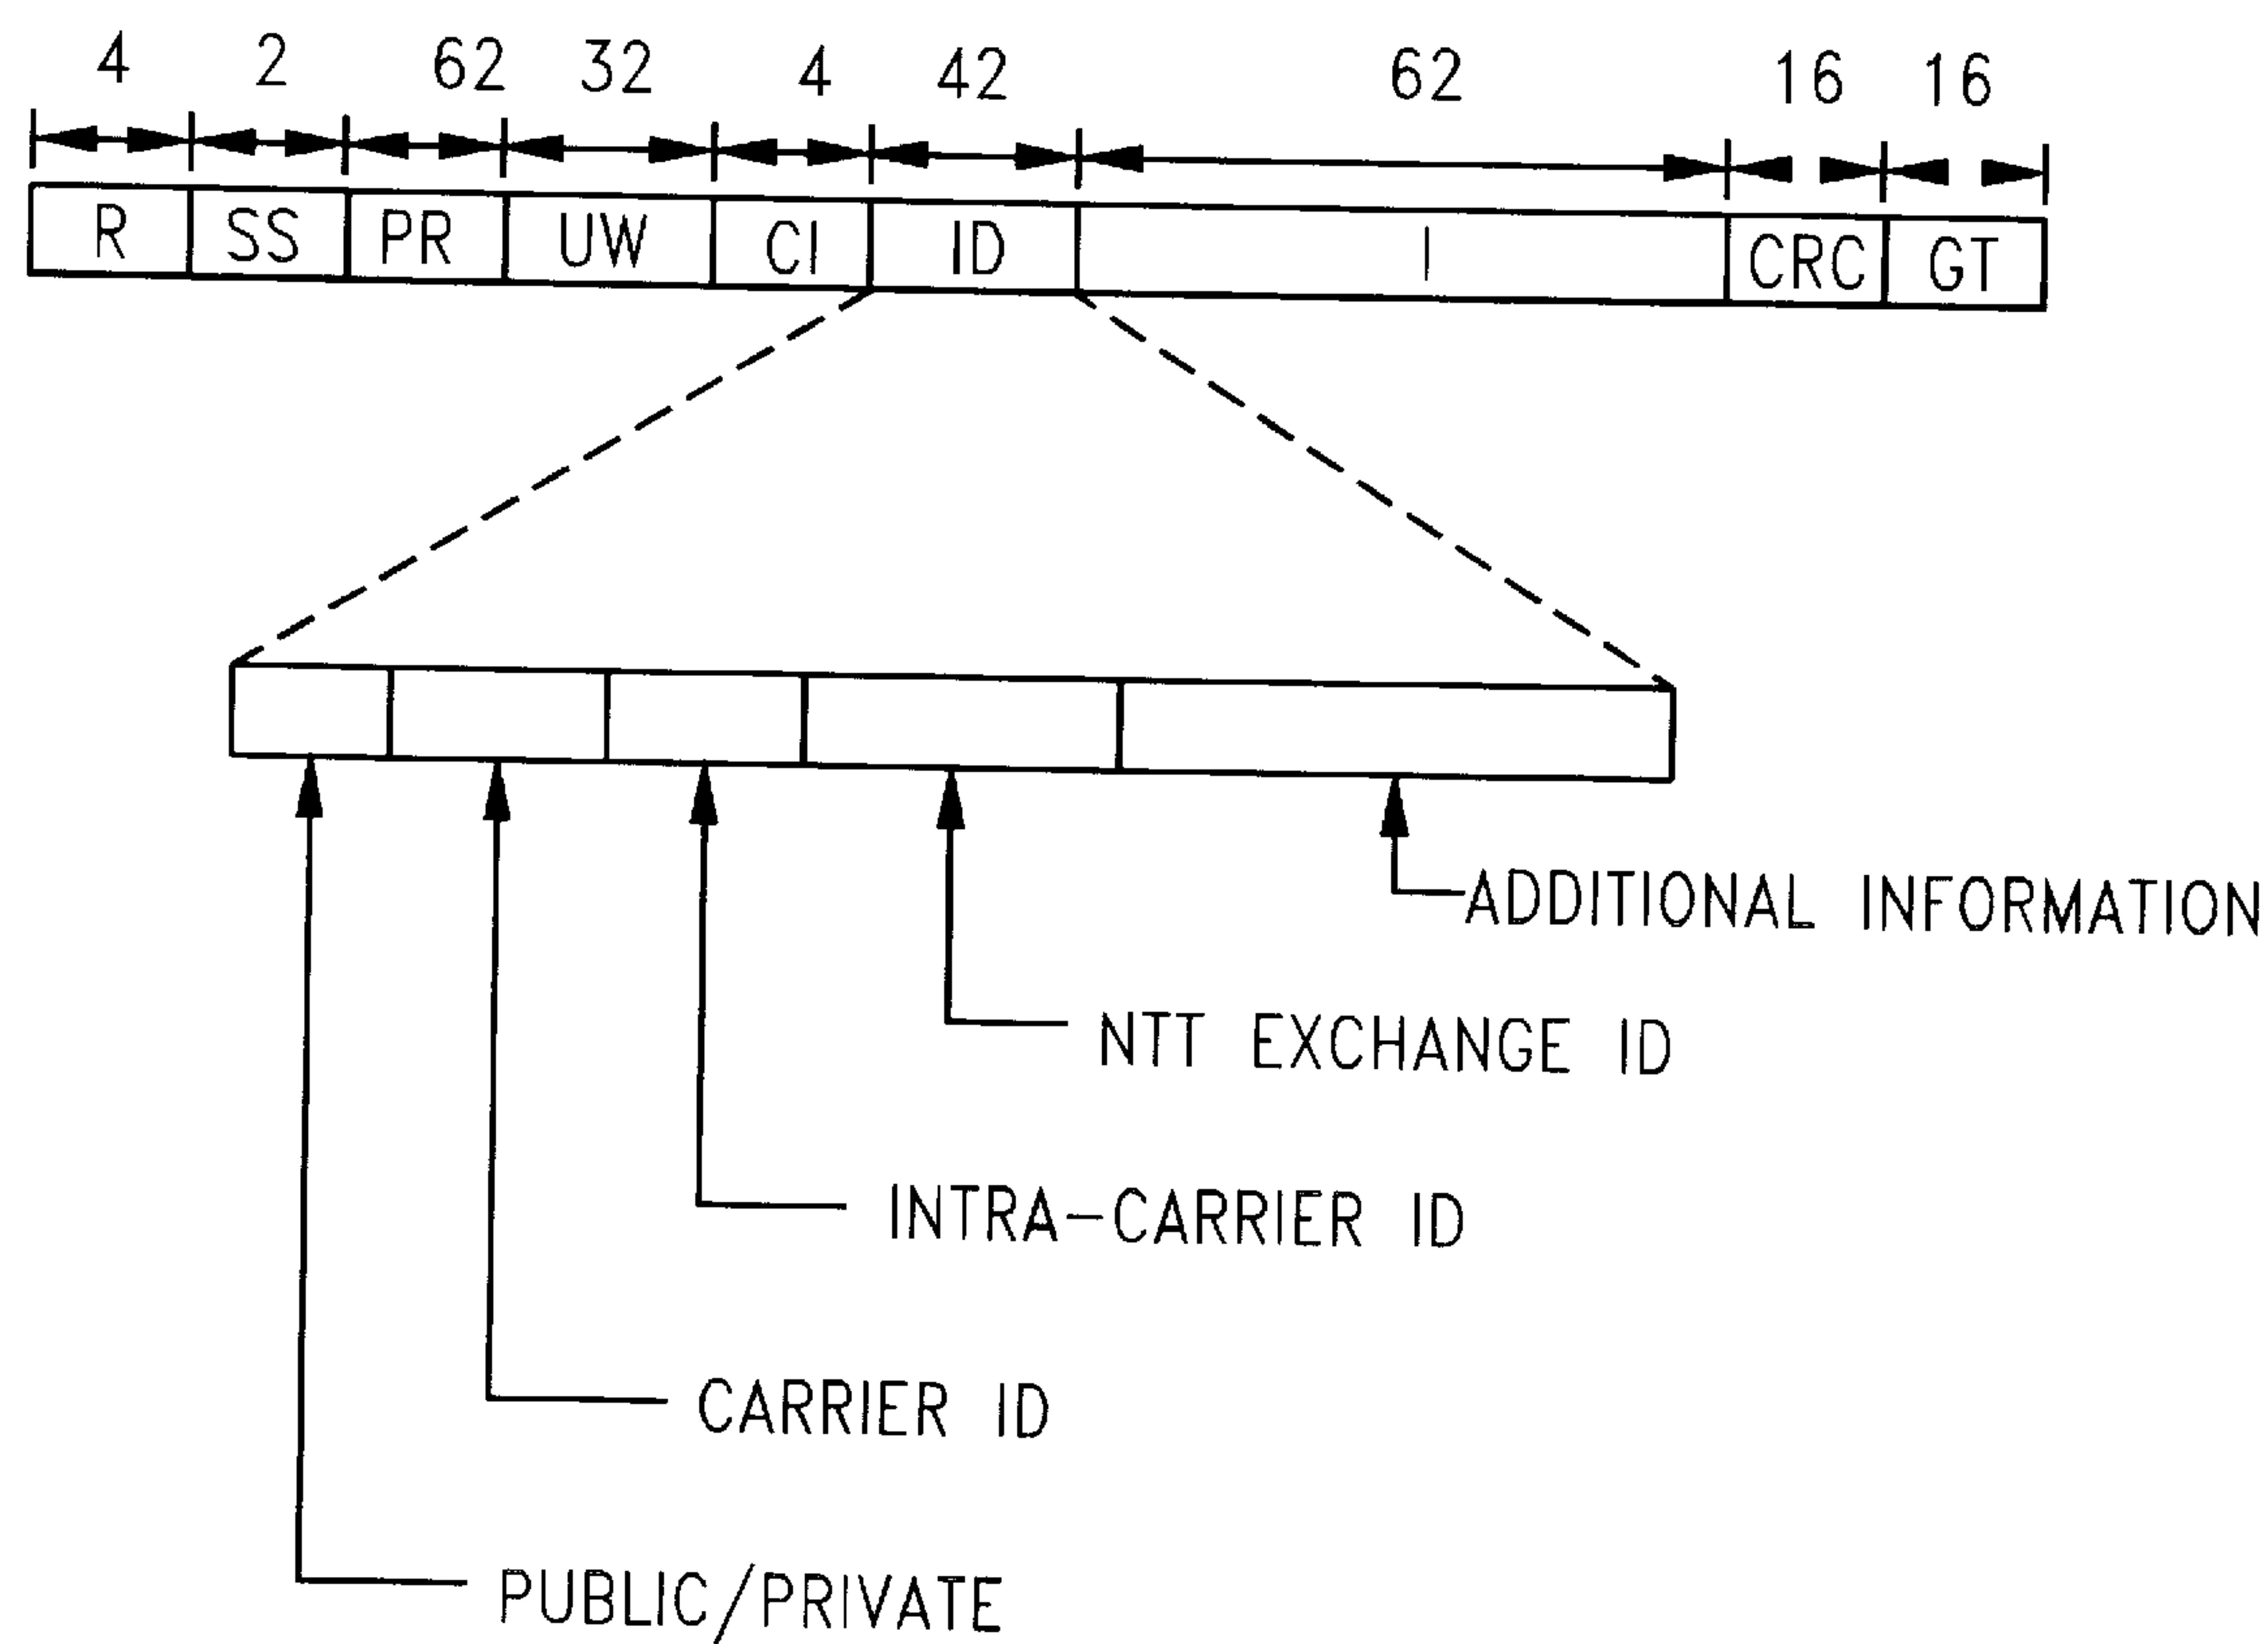 4 2 62 32 4 42 62 16 16
R SS PR UW CI ID I CRC GT
ADDITIONAL INFORMATION
NTT EXCHANGE ID
INTRA-CARRIER ID
CARRIER ID
PUBLIC/PRIVATE